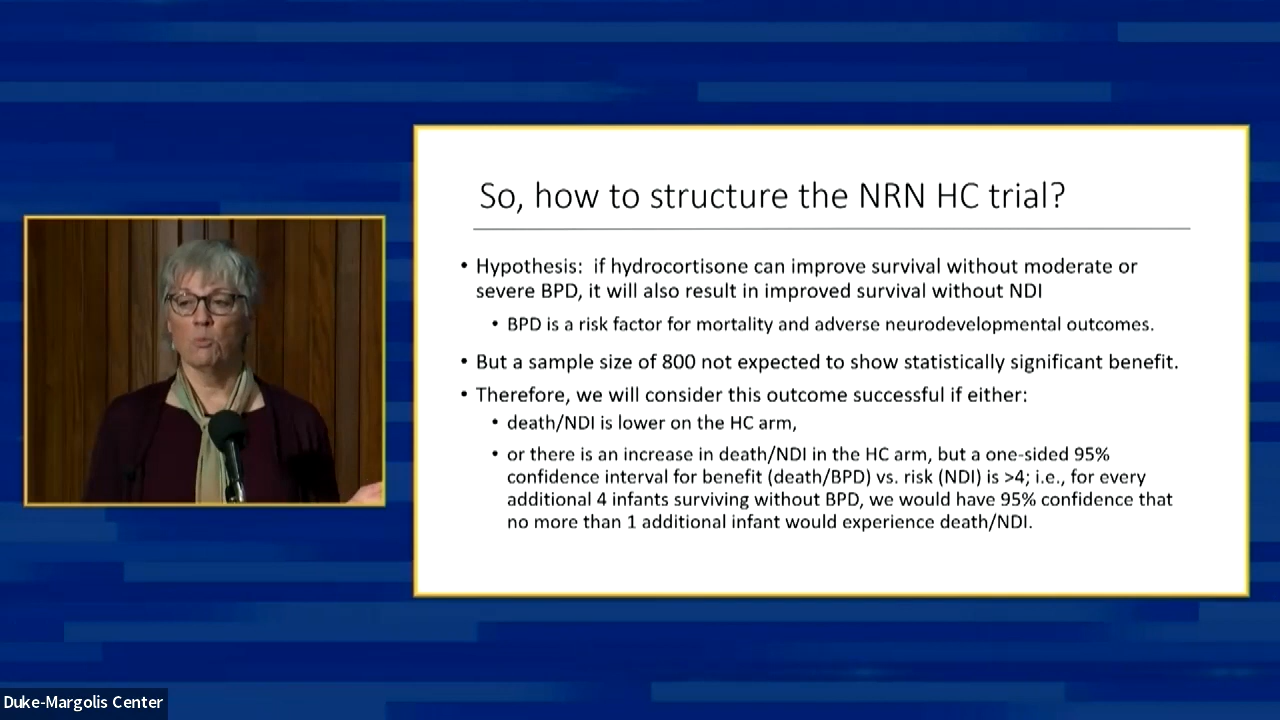 So, how to structure the NRN HC trial?
• Hypothesis:  if hydrocortisone can improve survival without moderate or
severe BPD, it will also result in improved survival without NDI
• BPD is a risk factor for mortality and adverse neurodevelopmental outcomes.
• But a sample size of 800 not expected to show statistically significant benefit.
• Therefore, we will consider this outcome successful if either:
• death/NDI is lower on the HC arm,
• or there is an increase in death/NDI in the HC arm, but a one-sided 95%
confidence interval for benefit (death/BPD) vs. risk (NDI) is >4; i.e., for every
additional 4 infants surviving without BPD, we would have 95% confidence that
no more than 1 additional infant would experience death/NDI.
Duke-Margolis Center